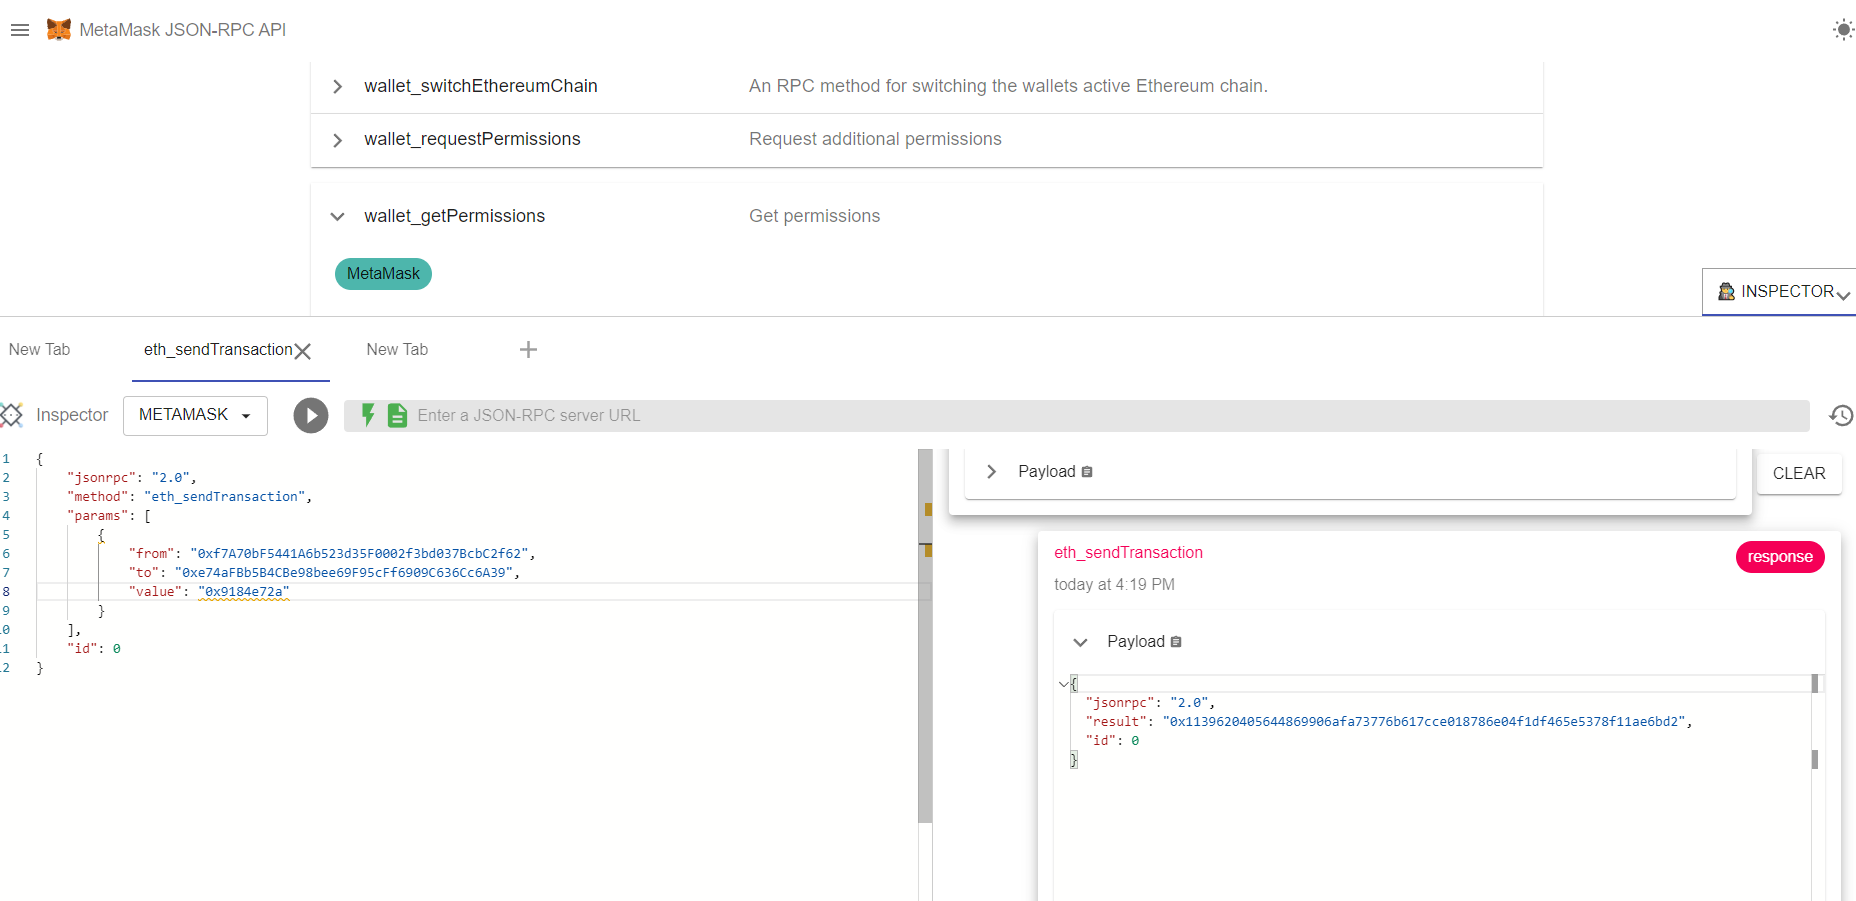 MetaMask JSON-RPC API
wallet_switchEthereumChain An RPC method for switching the wallets active Ethereum chain.
wallet_requestPermissions Request additional permissions
wallet_getPermissions Get permissions
MetaMask
INSPECTOR
New Tab eth_sendTransaction New Tab
Inspector METAMASK Enter a JSON-RPC server URL
1 {
2 "jsonrpc": "2.0",
3 "method": "eth_sendTransaction",
4 "params": [
5 {
6 "from": "0xf7A70bF5441A6b523d35F0002f3bd037BcbC2f62",
7 "to": "0xe74aFBb5B4CBe98bee69F95cFf6909C636Cc6A39",
8 "value": "0x9184e72a"
9 }
10 ],
11 "id": 0
12 }
Payload
CLEAR
eth_sendTransaction
response
today at 4:19 PM
Payload
{
"jsonrpc": "2.0",
"result": "0x1139620405644869906afa73776b617cce018786e04f1df465e5378f11ae6bd2",
"id": 0
}